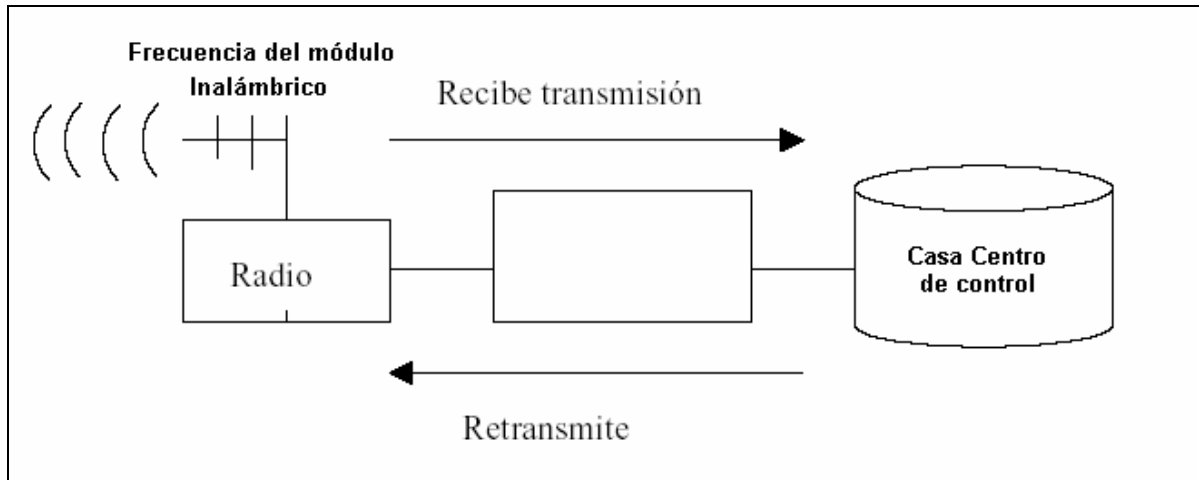 Frecuencia del módulo
Inalámbrico
Recibe transmisión
Radio
Casa Centro
de control
Retransmite